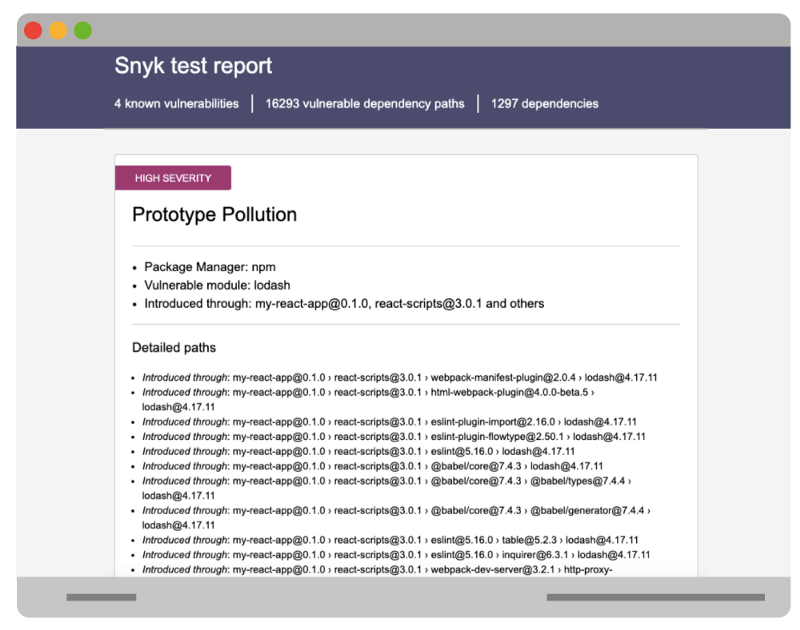 Snyk test report
4 known vulnerabilities | 16293 vulnerable dependency paths | 1297 dependencies
HIGH SEVERITY
Prototype Pollution
• Package Manager: npm
• Vulnerable module: lodash
• Introduced through: my-react-app@0.1.0, react-scripts@3.0.1 and others
Detailed paths
• Introduced through: my-react-app@0.1.0 › react-scripts@3.0.1 › webpack-manifest-plugin@2.0.4 › lodash@4.17.11
• Introduced through: my-react-app@0.1.0 › react-scripts@3.0.1 › html-webpack-plugin@4.0.0-beta.5 ›
lodash@4.17.11
• Introduced through: my-react-app@0.1.0 › react-scripts@3.0.1 › eslint-plugin-import@2.16.0 › lodash@4.17.11
• Introduced through: my-react-app@0.1.0 › react-scripts@3.0.1 › eslint-plugin-flowtype@2.50.1 › lodash@4.17.11
• Introduced through: my-react-app@0.1.0 › react-scripts@3.0.1 › eslint@5.16.0 › lodash@4.17.11
• Introduced through: my-react-app@0.1.0 › react-scripts@3.0.1 › @babel/core@7.4.3 › lodash@4.17.11
• Introduced through: my-react-app@0.1.0 › react-scripts@3.0.1 › @babel/core@7.4.3 › @babel/types@7.4.4 ›
lodash@4.17.11
• Introduced through: my-react-app@0.1.0 › react-scripts@3.0.1 › @babel/core@7.4.3 › @babel/generator@7.4.4 ›
lodash@4.17.11
• Introduced through: my-react-app@0.1.0 › react-scripts@3.0.1 › eslint@5.16.0 › table@5.2.3 › lodash@4.17.11
• Introduced through: my-react-app@0.1.0 › react-scripts@3.0.1 › eslint@5.16.0 › inquirer@6.3.1 › lodash@4.17.11
• Introduced through: my-react-app@0.1.0 › react-scripts@3.0.1 › webpack-dev-server@3.2.1 › http-proxy-